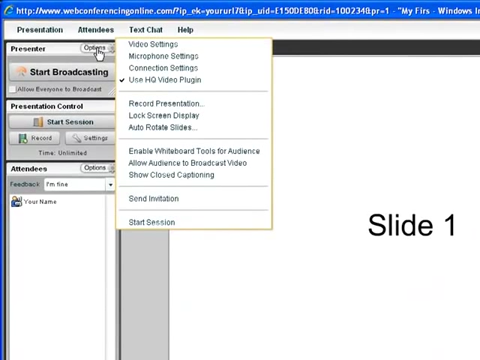 http://www.webconferencingonline.com/?ip_ek=yoururl7&ip_uid=E150DE80&rid=100234&pr=1 - "My Firs - Windows In
Presentation Attendees Text Chat Help
Presenter Options
Start Broadcasting
Allow Everyone to Broadcast
Presentation Control
Start Session
Record Settings
Time: Unlimited
Attendees Options
Feedback I'm fine
Your Name
Video Settings
Microphone Settings
Connection Settings
Use HQ Video Plugin
Record Presentation...
Lock Screen Display
Auto Rotate Slides...
Enable Whiteboard Tools for Audience
Allow Audience to Broadcast Video
Show Closed Captioning
Send Invitation
Start Session
Slide 1